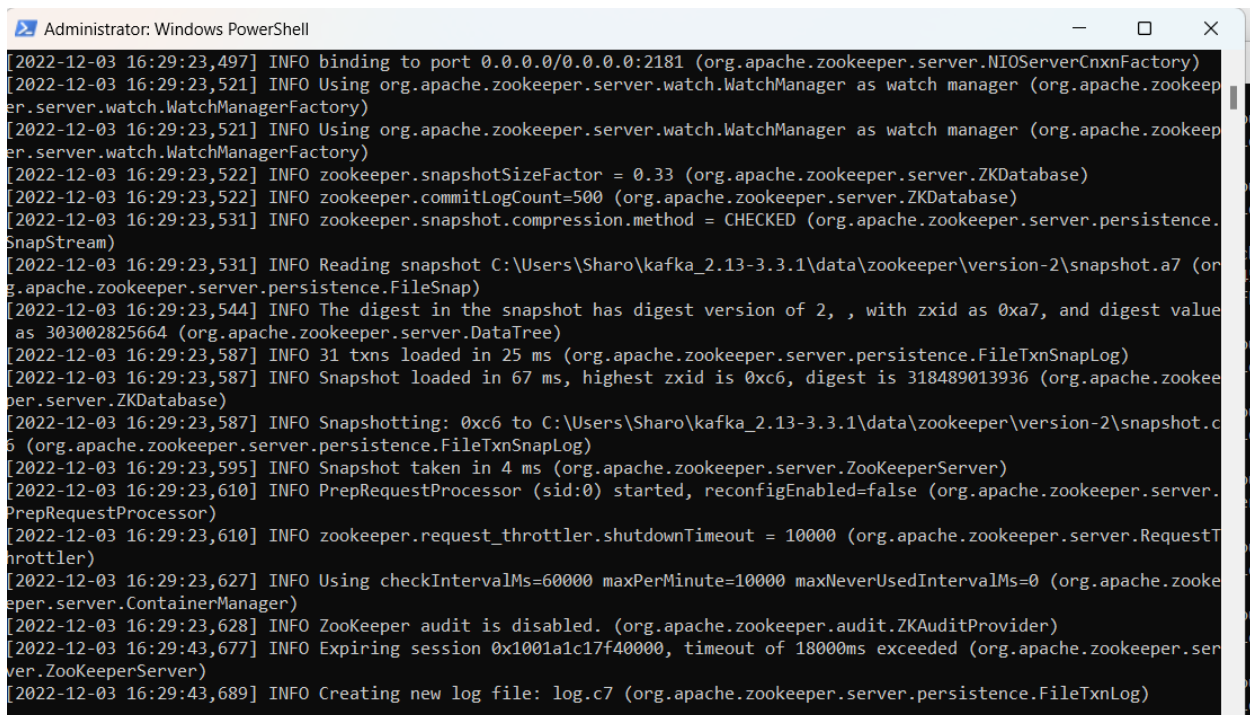 Administrator: Windows PowerShell
[2022-12-03 16:29:23,497] INFO binding to port 0.0.0.0/0.0.0.0:2181 (org.apache.zookeeper.server.NIOServerCnxnFactory)
[2022-12-03 16:29:23,521] INFO Using org.apache.zookeeper.server.watch.WatchManager as watch manager (org.apache.zookeep
er.server.watch.WatchManagerFactory)
[2022-12-03 16:29:23,521] INFO Using org.apache.zookeeper.server.watch.WatchManager as watch manager (org.apache.zookeep
er.server.watch.WatchManagerFactory)
[2022-12-03 16:29:23,522] INFO zookeeper.snapshotSizeFactor = 0.33 (org.apache.zookeeper.server.ZKDatabase)
[2022-12-03 16:29:23,522] INFO zookeeper.commitLogCount=500 (org.apache.zookeeper.server.ZKDatabase)
[2022-12-03 16:29:23,531] INFO zookeeper.snapshot.compression.method = CHECKED (org.apache.zookeeper.server.persistence.
SnapStream)
[2022-12-03 16:29:23,531] INFO Reading snapshot C:\Users\Sharo\kafka_2.13-3.3.1\data\zookeeper\version-2\snapshot.a7 (or
g.apache.zookeeper.server.persistence.FileSnap)
[2022-12-03 16:29:23,544] INFO The digest in the snapshot has digest version of 2, , with zxid as 0xa7, and digest value
 as 303002825664 (org.apache.zookeeper.server.DataTree)
[2022-12-03 16:29:23,587] INFO 31 txns loaded in 25 ms (org.apache.zookeeper.server.persistence.FileTxnSnapLog)
[2022-12-03 16:29:23,587] INFO Snapshot loaded in 67 ms, highest zxid is 0xc6, digest is 318489013936 (org.apache.zookee
per.server.ZKDatabase)
[2022-12-03 16:29:23,587] INFO Snapshotting: 0xc6 to C:\Users\Sharo\kafka_2.13-3.3.1\data\zookeeper\version-2\snapshot.c
6 (org.apache.zookeeper.server.persistence.FileTxnSnapLog)
[2022-12-03 16:29:23,595] INFO Snapshot taken in 4 ms (org.apache.zookeeper.server.ZooKeeperServer)
[2022-12-03 16:29:23,610] INFO PrepRequestProcessor (sid:0) started, reconfigEnabled=false (org.apache.zookeeper.server.
PrepRequestProcessor)
[2022-12-03 16:29:23,610] INFO zookeeper.request_throttler.shutdownTimeout = 10000 (org.apache.zookeeper.server.RequestT
hrottler)
[2022-12-03 16:29:23,627] INFO Using checkIntervalMs=60000 maxPerMinute=10000 maxNeverUsedIntervalMs=0 (org.apache.zooke
eper.server.ContainerManager)
[2022-12-03 16:29:23,628] INFO ZooKeeper audit is disabled. (org.apache.zookeeper.audit.ZKAuditProvider)
[2022-12-03 16:29:43,677] INFO Expiring session 0x1001a1c17f40000, timeout of 18000ms exceeded (org.apache.zookeeper.ser
ver.ZooKeeperServer)
[2022-12-03 16:29:43,689] INFO Creating new log file: log.c7 (org.apache.zookeeper.server.persistence.FileTxnLog)